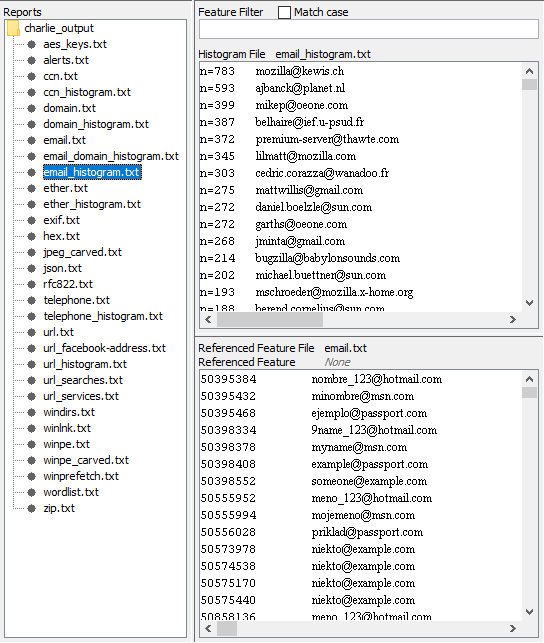 Reports
charlie_output
aes_keys.txt
alerts.txt
ccn.txt
ccn_histogram.txt
domain.txt
domain_histogram.txt
email.txt
email_domain_histogram.txt
email_histogram.txt
ether.txt
ether_histogram.txt
exif.txt
hex.txt
jpeg_carved.txt
json.txt
rfc822.txt
telephone.txt
telephone_histogram.txt
url.txt
url_facebook-address.txt
url_histogram.txt
url_searches.txt
url_services.txt
windirs.txt
winlnk.txt
winpe.txt
winpe_carved.txt
winprefetch.txt
wordlist.txt
zip.txt
Feature Filter Match case
Histogram File email_histogram.txt
n=783 mozilla@kewis.ch
n=593 ajbanck@planet.nl
n=399 mikep@oeone.com
n=387 belhaire@ief.u-psud.fr
n=372 premium-server@thawte.com
n=345 lilmatt@mozilla.com
n=303 cedric.corazza@wanadoo.fr
n=275 mattwillis@gmail.com
n=272 daniel.boelzle@sun.com
n=272 garths@oeone.com
n=268 jminta@gmail.com
n=214 bugzilla@babylonsounds.com
n=202 michael.buettner@sun.com
n=193 mschroeder@mozilla.x-home.org
n=188 berend.cornelius@sun.com
Referenced Feature File email.txt
Referenced Feature None
50395384 nombre_123@hotmail.com
50395432 minombre@msn.com
50395468 ejemplo@passport.com
50398334 9name_123@hotmail.com
50398378 myname@msn.com
50398408 example@passport.com
50398552 someone@example.com
50555952 meno_123@hotmail.com
50555994 mojemeno@msn.com
50556028 priklad@passport.com
50573978 niekto@example.com
50574538 niekto@example.com
50575170 niekto@example.com
50575440 niekto@example.com
50858136 meno_123@hotmail.com